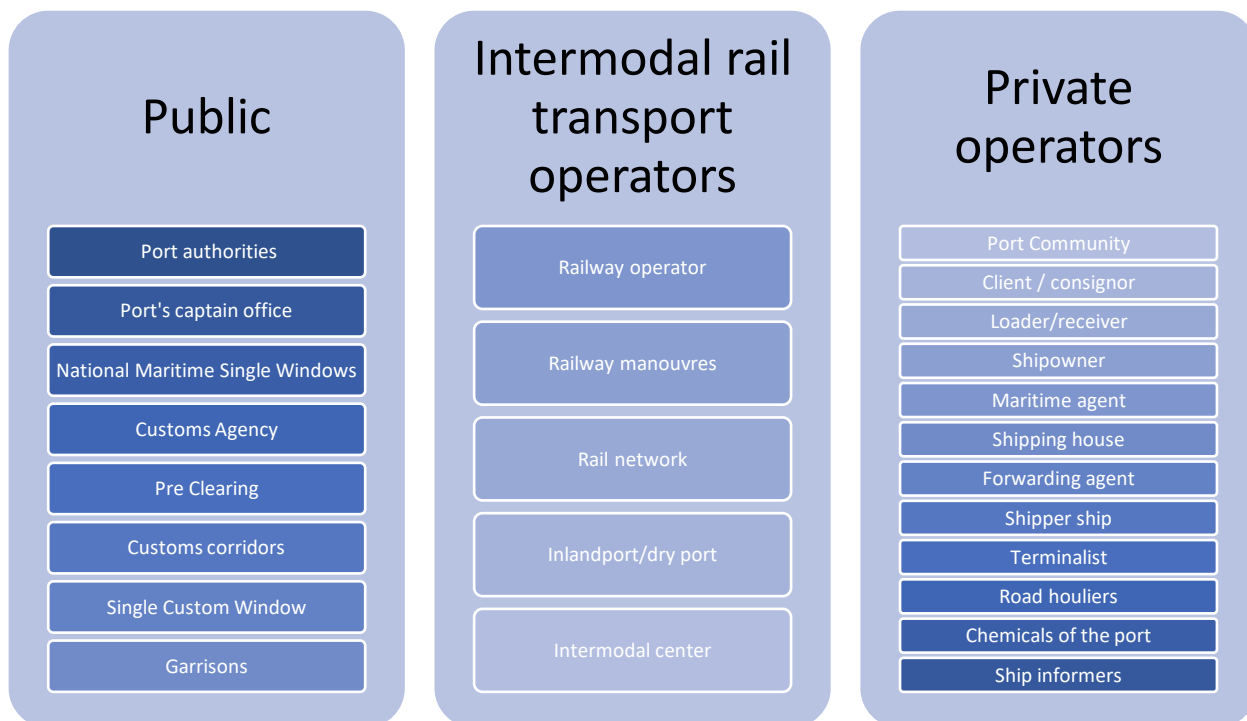 Public
Port authorities
Port's captain office
National Maritime Single Windows
Customs Agency
Pre Clearing
Customs corridors
Single Custom Window
Garrisons
Intermodal rail
transport
operators
Railway operator
Railway manouvres
Rail network
Inlandport/dry port
Intermodal center
Private
operators
Port Community
Client / consignor
Loader/receiver
Shipowner
Maritime agent
Shipping house
Forwarding agent
Shipper ship
Terminalist
Road houliers
Chemicals of the port
Ship informers